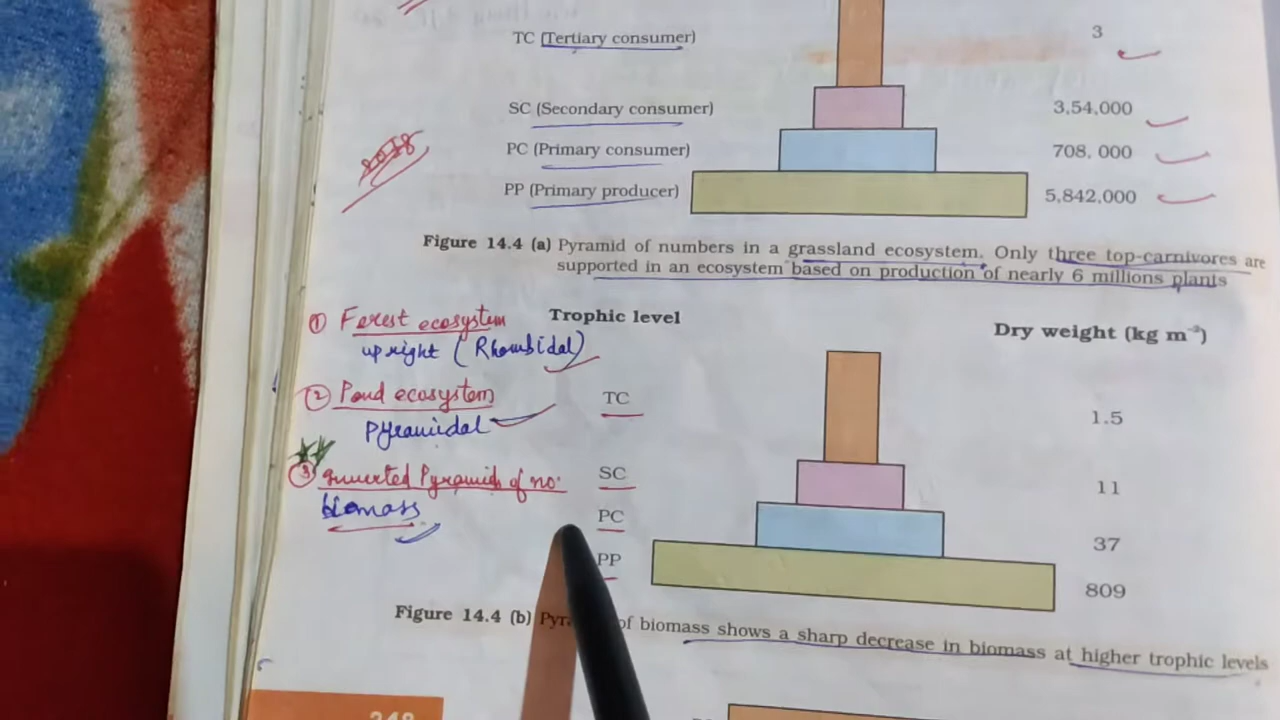 TC (Tertiary consumer)
3
SC (Secondary consumer)
3,54,000
PC (Primary consumer)
708, 000
PP (Primary producer)
5,842,000
2018
Figure 14.4 (a) Pyramid of numbers in a grassland ecosystem. Only three top-carnivores are
supported in an ecosystem based on production of nearly 6 millions plants
Trophic level
Dry weight (kg m⁻²)
① Forest ecosystem
upright (Rhombidal)
② Pond ecosystem
Pyramidal
③ Inverted Pyramid of no.
biomass
TC
1.5
SC
11
PC
37
PP
809
Figure 14.4 (b) of biomass shows a sharp decrease in biomass at higher trophic levels
248